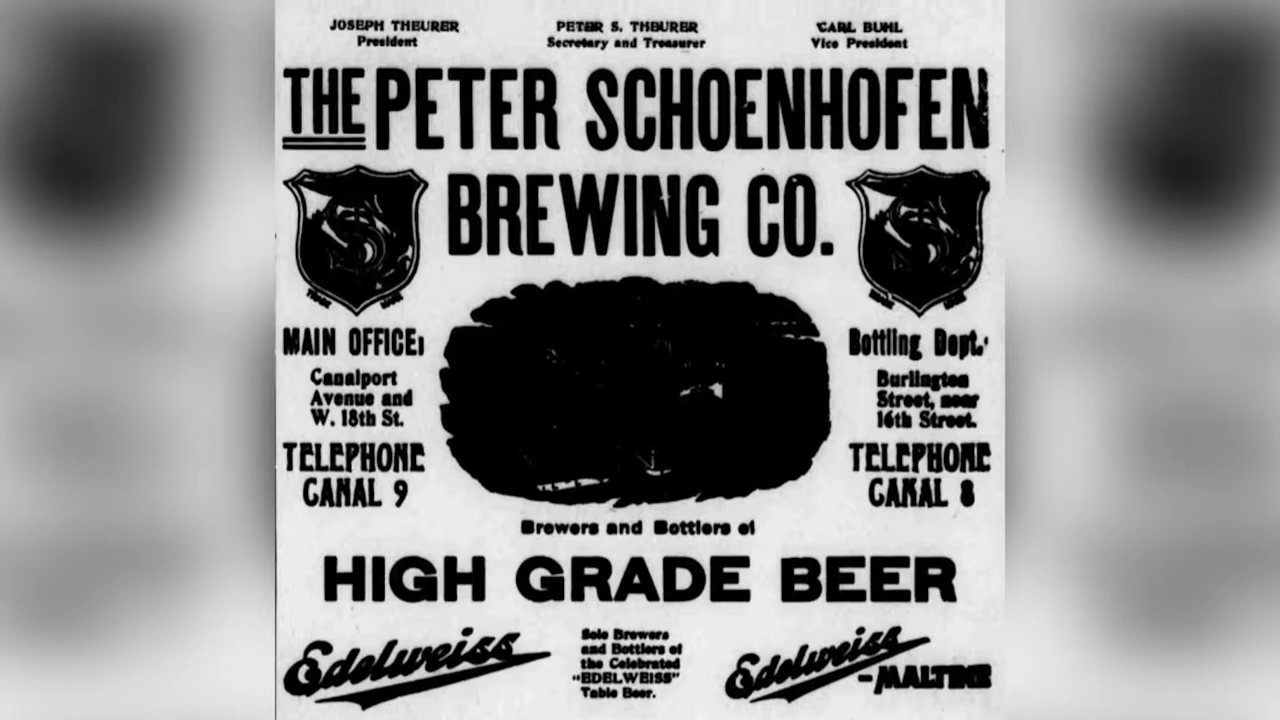 JOSEPH THEURER
President
PETER S. THEURER
Secretary and Treasurer
CARL BUHL
Vice President
THE PETER SCHOENHOFEN
BREWING CO.
MAIN OFFICE:
Canalport
Avenue and
W. 18th St.
TELEPHONE
CANAL 9
Bottling Dept.
Burlington
Street, near
16th Street.
TELEPHONE
CANAL 8
Brewers and Bottlers of
HIGH GRADE BEER
Edelweiss
Sole Brewers
and Bottlers of
the Celebrated
"EDELWEISS"
Table Beer.
Edelweiss
-MALTINE